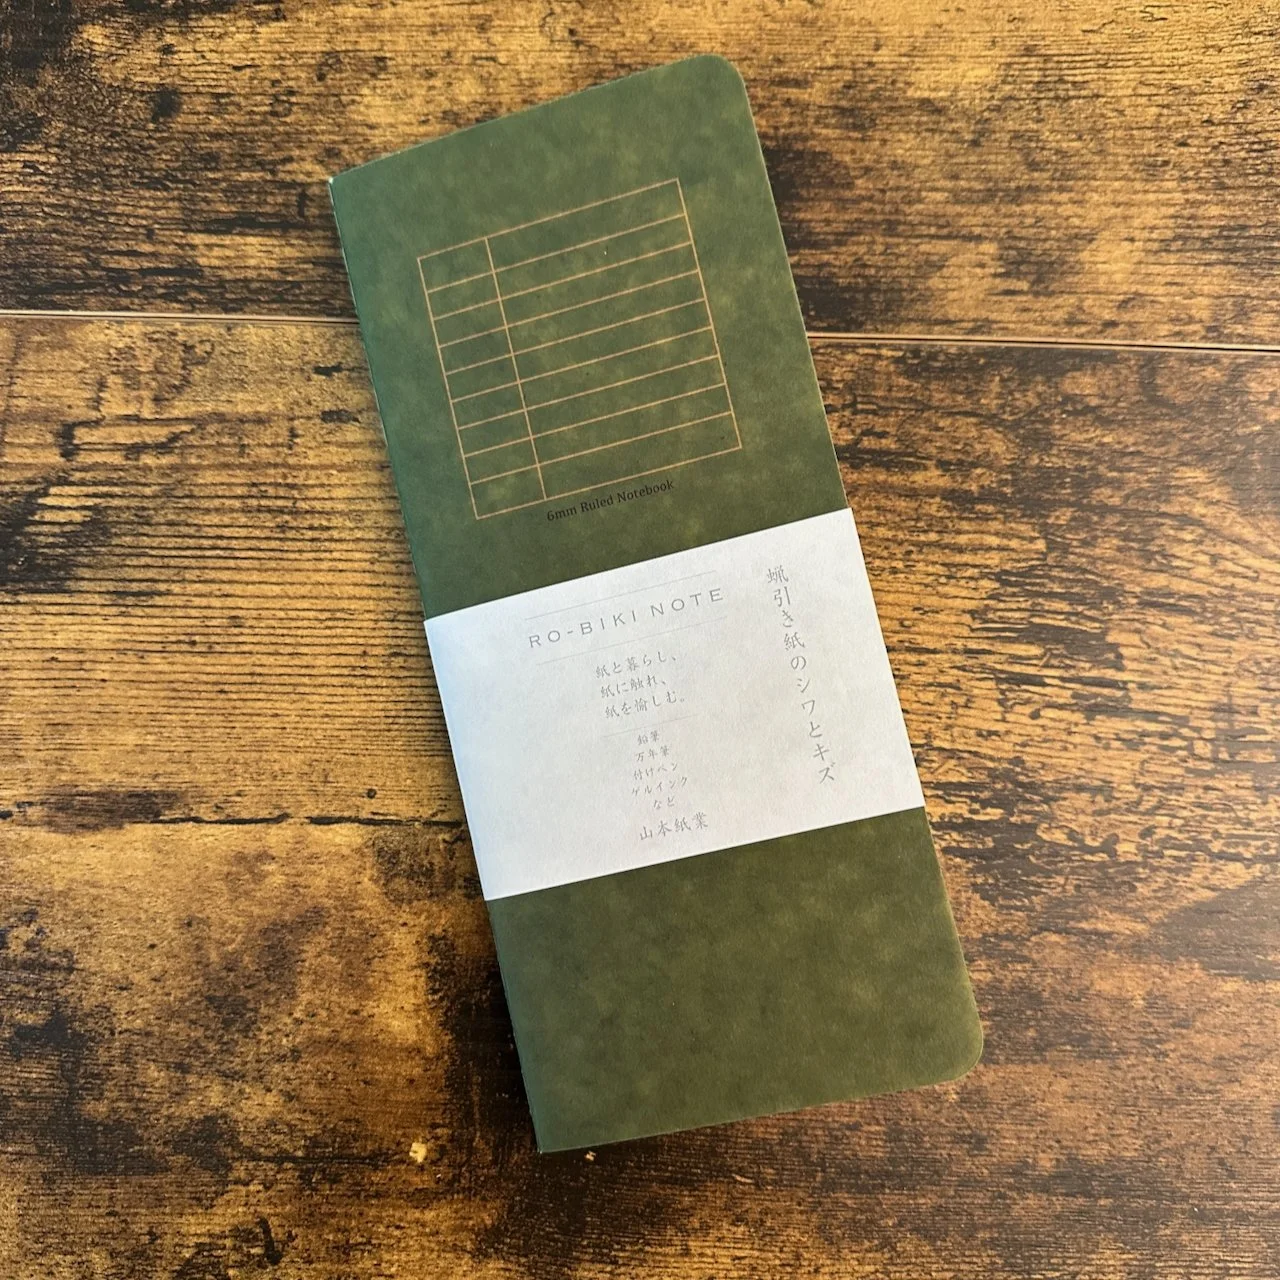 6mm Ruled Notebook
RO-BIKI NOTE
紙と暮らし、
紙に触れ、
紙を愉しむ。
鉛筆
万年筆
付けペン
ゲルインク
など
山本紙業
蝋引き紙のシワとキズ